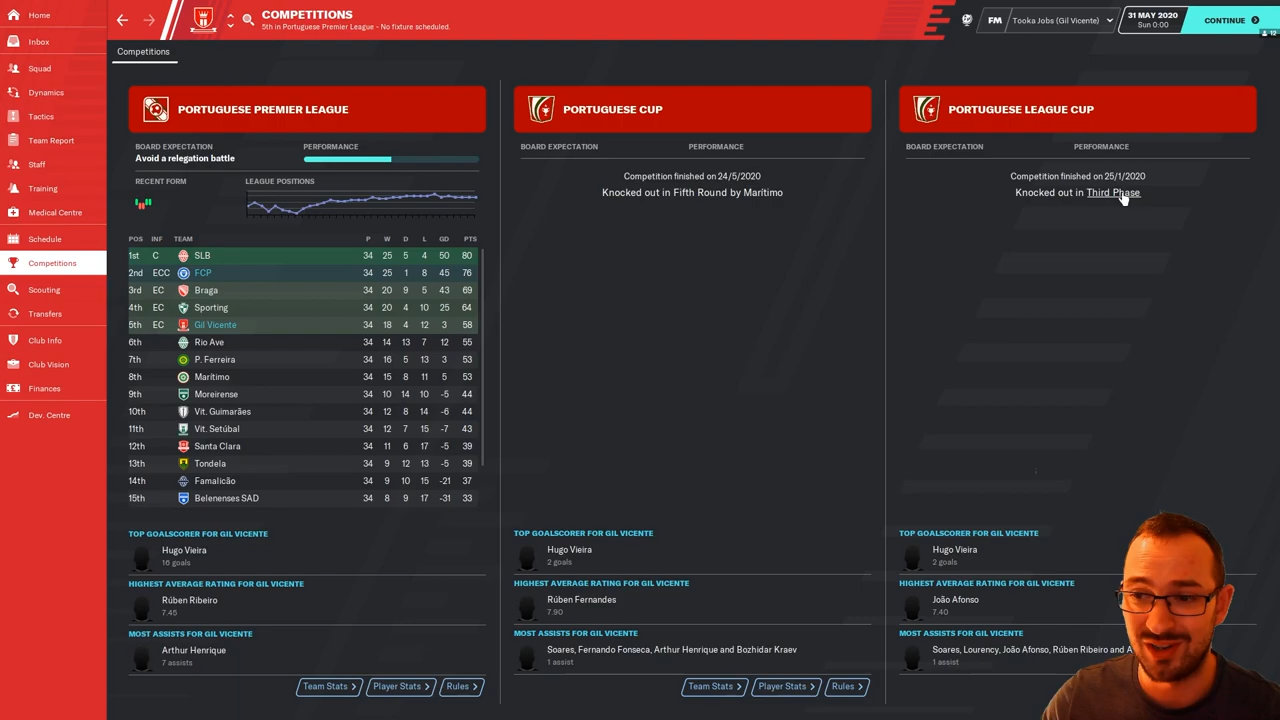 Home
COMPETITIONS
5th in Portuguese Premier League - No fixture scheduled.
FM
Tooka Jobs (Gil Vicente)
31 MAY 2020
Sun 0:00
CONTINUE
12
Inbox
Squad
Dynamics
Tactics
Team Report
Staff
Training
Medical Centre
Schedule
Competitions
Scouting
Transfers
Club Info
Club Vision
Finances
Dev. Centre
Competitions
PORTUGUESE PREMIER LEAGUE
BOARD EXPECTATION PERFORMANCE
Avoid a relegation battle
RECENT FORM LEAGUE POSITIONS
POS INF TEAM P W D L GD PTS
1st C SLB 34 25 5 4 50 80
2nd ECC FCP 34 25 1 8 45 76
3rd EC Braga 34 20 9 5 43 69
4th EC Sporting 34 20 4 10 25 64
5th EC Gil Vicente 34 18 4 12 3 58
6th Rio Ave 34 14 13 7 12 55
7th P. Ferreira 34 16 5 13 3 53
8th Marítimo 34 15 8 11 5 53
9th Moreirense 34 10 14 10 -5 44
10th Vit. Guimarães 34 12 8 14 -6 44
11th Vit. Setúbal 34 12 7 15 -7 43
12th Santa Clara 34 11 6 17 -5 39
13th Tondela 34 9 12 13 -5 39
14th Famalicão 34 9 10 15 -21 37
15th Belenenses SAD 34 8 9 17 -31 33
TOP GOALSCORER FOR GIL VICENTE
Hugo Vieira
16 goals
HIGHEST AVERAGE RATING FOR GIL VICENTE
Rúben Ribeiro
7.45
MOST ASSISTS FOR GIL VICENTE
Arthur Henrique
7 assists
Team Stats Player Stats Rules
PORTUGUESE CUP
BOARD EXPECTATION PERFORMANCE
Competition finished on 24/5/2020
Knocked out in Fifth Round by Marítimo
TOP GOALSCORER FOR GIL VICENTE
Hugo Vieira
2 goals
HIGHEST AVERAGE RATING FOR GIL VICENTE
Rúben Fernandes
7.90
MOST ASSISTS FOR GIL VICENTE
Soares, Fernando Fonseca, Arthur Henrique and Bozhidar Kraev
1 assist
Team Stats Player Stats Rules
PORTUGUESE LEAGUE CUP
BOARD EXPECTATION PERFORMANCE
Competition finished on 25/1/2020
Knocked out in Third Phase
TOP GOALSCORER FOR GIL VICENTE
Hugo Vieira
2 goals
HIGHEST AVERAGE RATING FOR GIL VICENTE
João Afonso
7.40
MOST ASSISTS FOR GIL VICENTE
Soares, Lourency, João Afonso, Rúben Ribeiro and A
1 assist